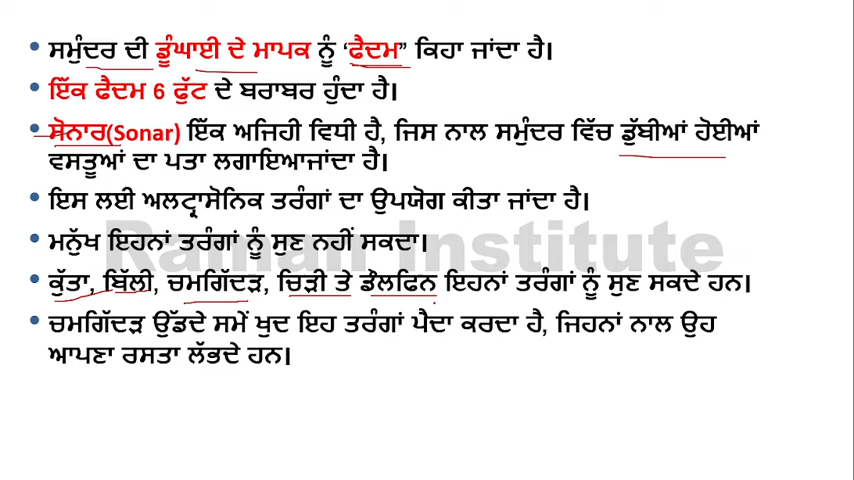 • ਸਮੁੰਦਰ ਦੀ ਡੂੰਘਾਈ ਦੇ ਮਾਪਕ ਨੂੰ ‘ਫੈਦਮ” ਕਿਹਾ ਜਾਂਦਾ ਹੈ।
• ਇੱਕ ਫੈਦਮ 6 ਫੁੱਟ ਦੇ ਬਰਾਬਰ ਹੁੰਦਾ ਹੈ।
• ਸੋਨਾਰ(Sonar) ਇੱਕ ਅਜਿਹੀ ਵਿਧੀ ਹੈ, ਜਿਸ ਨਾਲ ਸਮੁੰਦਰ ਵਿੱਚ ਡੁੱਬੀਆਂ ਹੋਈਆਂ
ਵਸਤੂਆਂ ਦਾ ਪਤਾ ਲਗਾਇਆਜਾਂਦਾ ਹੈ।
• ਇਸ ਲਈ ਅਲਟ੍ਰਾਸੋਨਿਕ ਤਰੰਗਾਂ ਦਾ ਉਪਯੋਗ ਕੀਤਾ ਜਾਂਦਾ ਹੈ।
• ਮਨੁੱਖ ਇਹਨਾਂ ਤਰੰਗਾਂ ਨੂੰ ਸੁਣ ਨਹੀਂ ਸਕਦਾ।
Raman Institute
• ਕੁੱਤਾ, ਬਿੱਲੀ, ਚਮਗਿੱਦੜ, ਚਿੜੀ ਤੇ ਡੋਲਫਿਨ ਇਹਨਾਂ ਤਰੰਗਾਂ ਨੂੰ ਸੁਣ ਸਕਦੇ ਹਨ।
• ਚਮਗਿੱਦੜ ਉੱਡਦੇ ਸਮੇਂ ਖੁਦ ਇਹ ਤਰੰਗਾਂ ਪੈਦਾ ਕਰਦਾ ਹੈ, ਜਿਹਨਾਂ ਨਾਲ ਉਹ
ਆਪਣਾ ਰਸਤਾ ਲੱਭਦੇ ਹਨ।